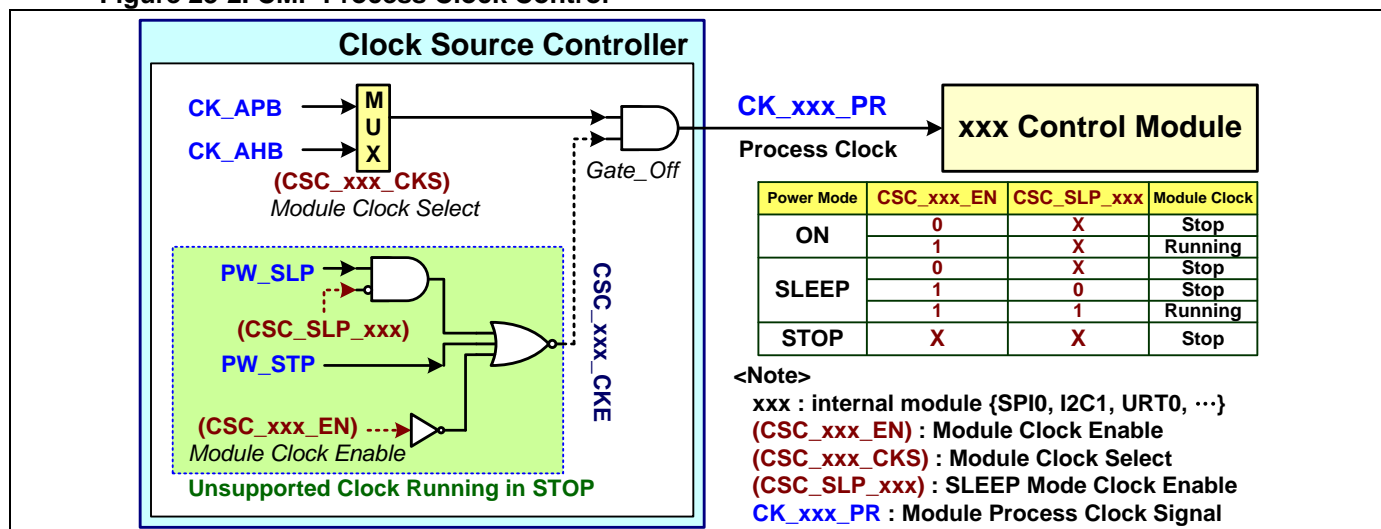 Clock Source Controller
CK_APB
CK_AHB
M
U
X
(CSC_xxx_CKS)
Module Clock Select
Gate_Off
PW_SLP
(CSC_SLP_xxx)
PW_STP
(CSC_xxx_EN)
Module Clock Enable
Unsupported Clock Running in STOP
CSC_xxx_CKE
CK_xxx_PR
Process Clock
xxx Control Module
Power Mode CSC_xxx_EN CSC_SLP_xxx Module Clock
ON 0 X Stop
1 X Running
SLEEP 0 X Stop
1 0 Stop
1 1 Running
STOP X X Stop
<Note>
xxx : internal module {SPI0, I2C1, URT0, ⋯}
(CSC_xxx_EN) : Module Clock Enable
(CSC_xxx_CKS) : Module Clock Select
(CSC_SLP_xxx) : SLEEP Mode Clock Enable
CK_xxx_PR : Module Process Clock Signal